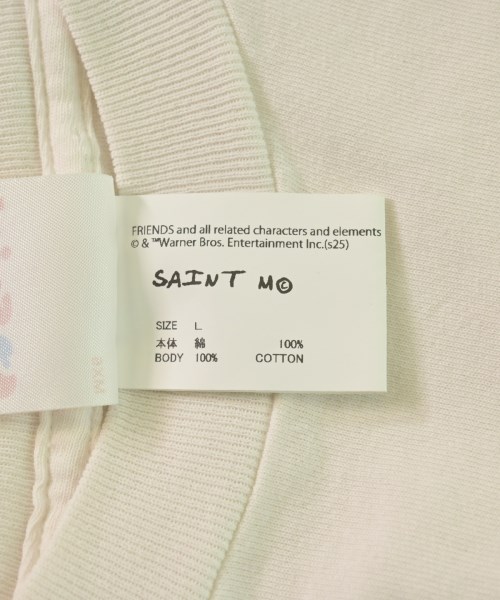 FRIENDS and all related characters and elements
© & ™Warner Bros. Entertainment Inc.(s25)
SAINT M©
SIZE L
本体 綿 100%
BODY 100% COTTON